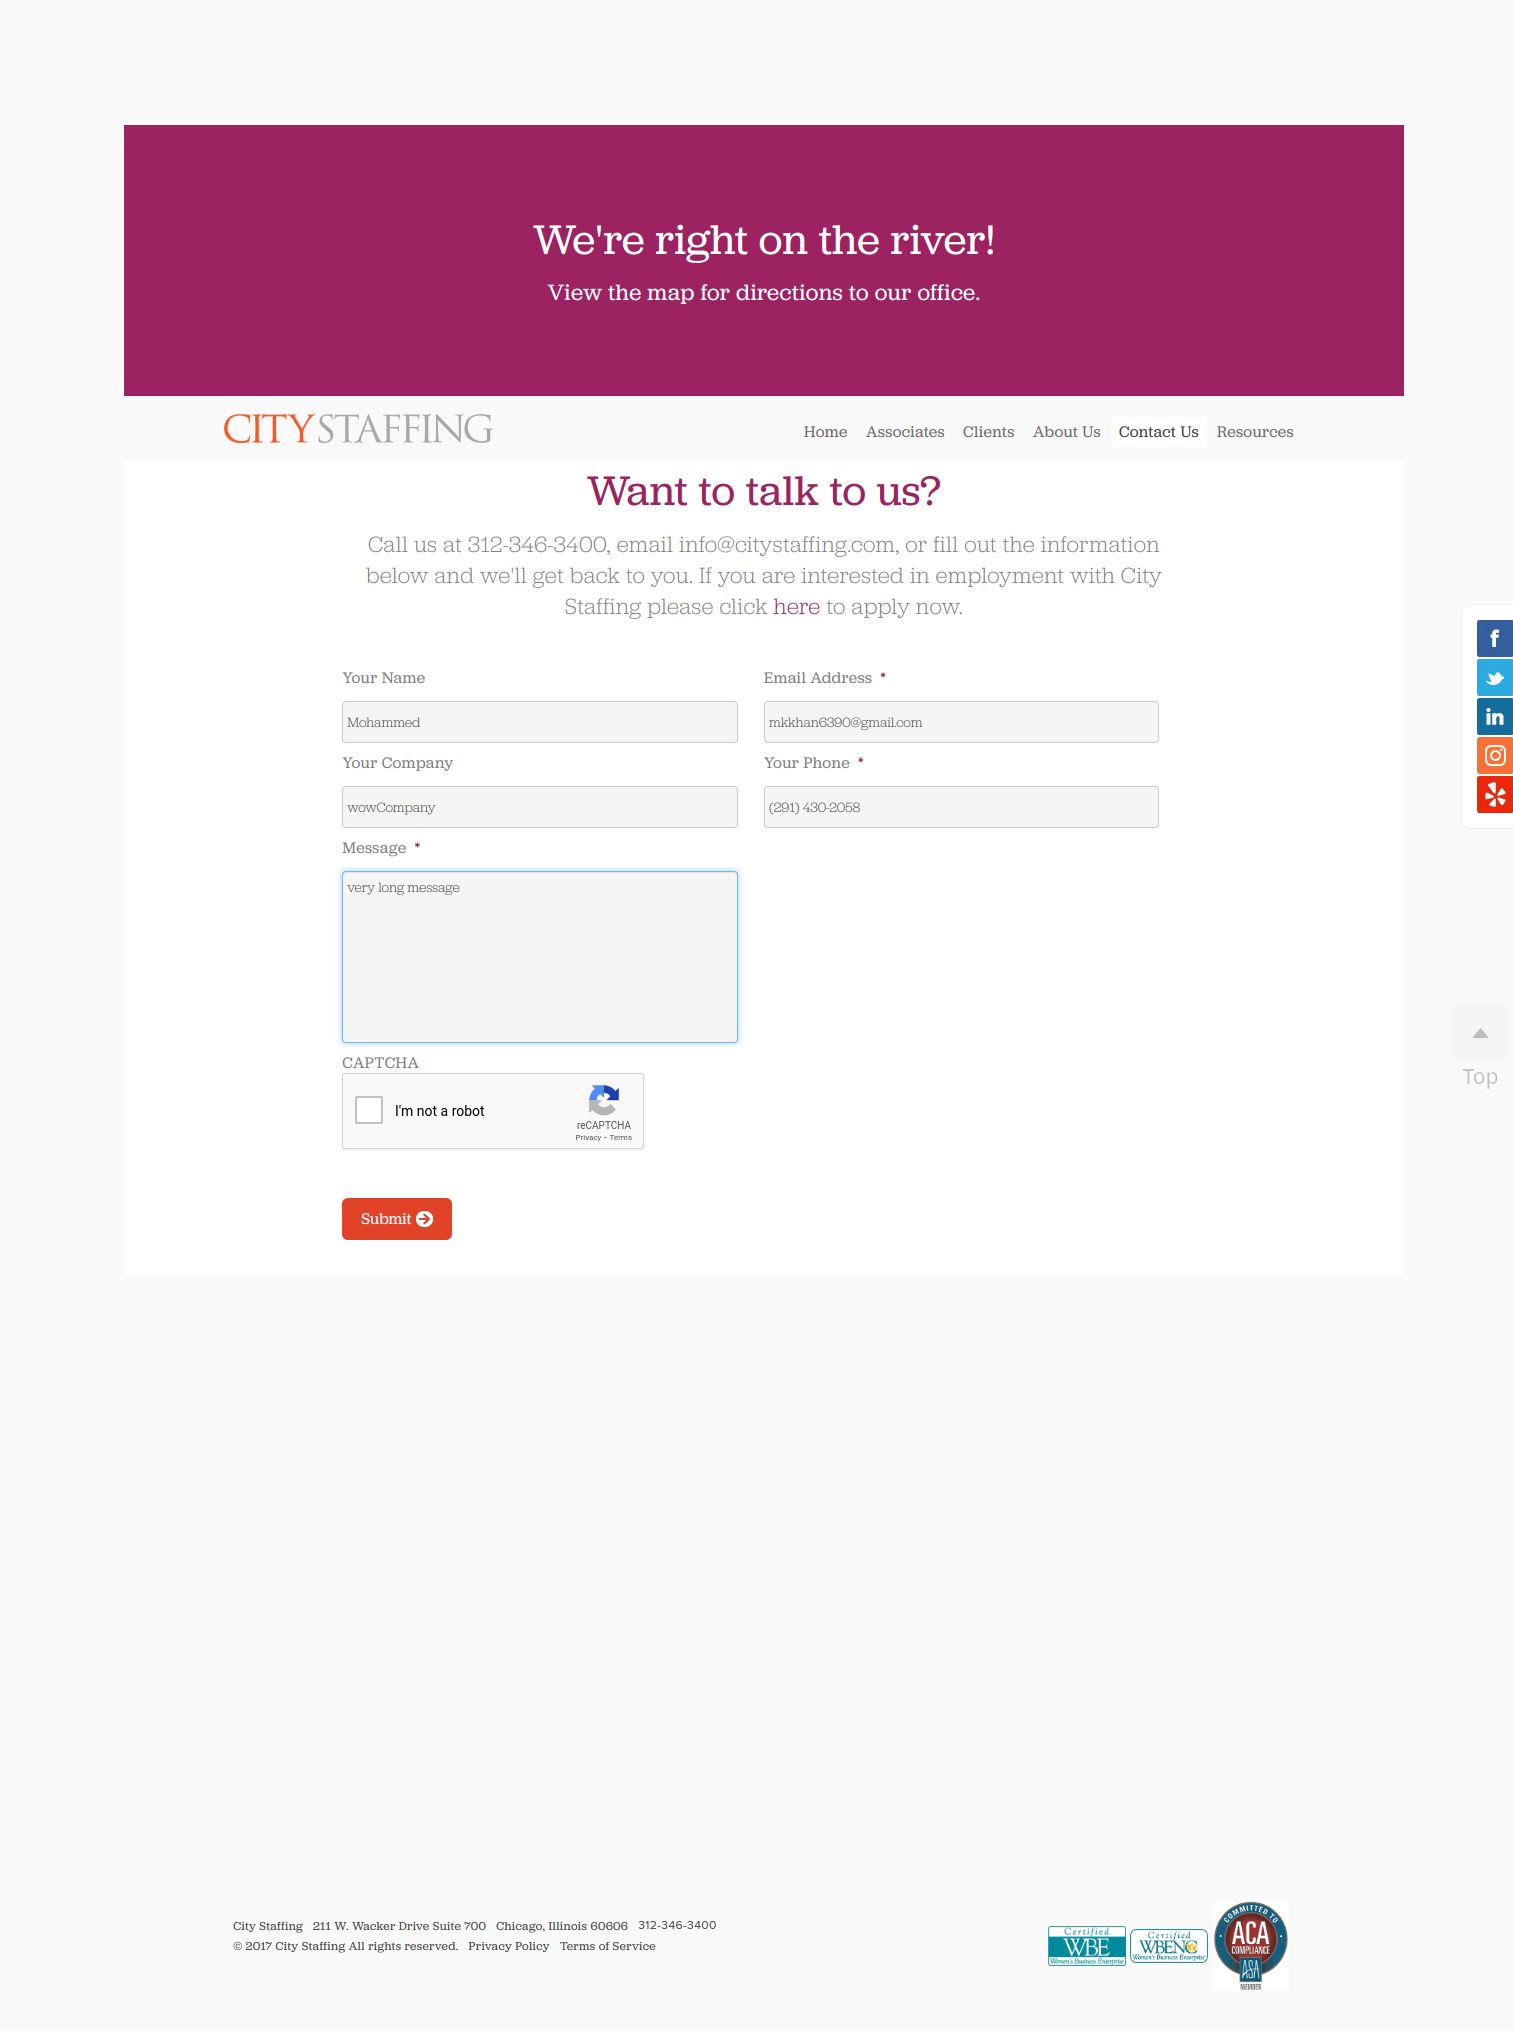 We're right on the river!
View the map for directions to our office.
CITYSTAFFING
Home Associates Clients About Us Contact Us Resources
Want to talk to us?
Call us at 312-346-3400, email info@citystaffing.com, or fill out the information
below and we'll get back to you. If you are interested in employment with City
Staffing please click here to apply now.
Your Name
Email Address *
Mohammed
mkkhan6390@gmail.com
Your Company
Your Phone *
wowCompany
(291) 430-2058
Message *
very long message
CAPTCHA
I'm not a robot
reCAPTCHA
Privacy - Terms
Submit
Top
City Staffing 211 W. Wacker Drive Suite 700 Chicago, Illinois 60606 312-346-3400
© 2017 City Staffing All rights reserved. Privacy Policy Terms of Service
Certified
WBE
Women's Business Enterprise
Certified
WBENC
Women's Business Enterprise
COMMITTED TO
ACA
COMPLIANCE
ASA
MEMBER